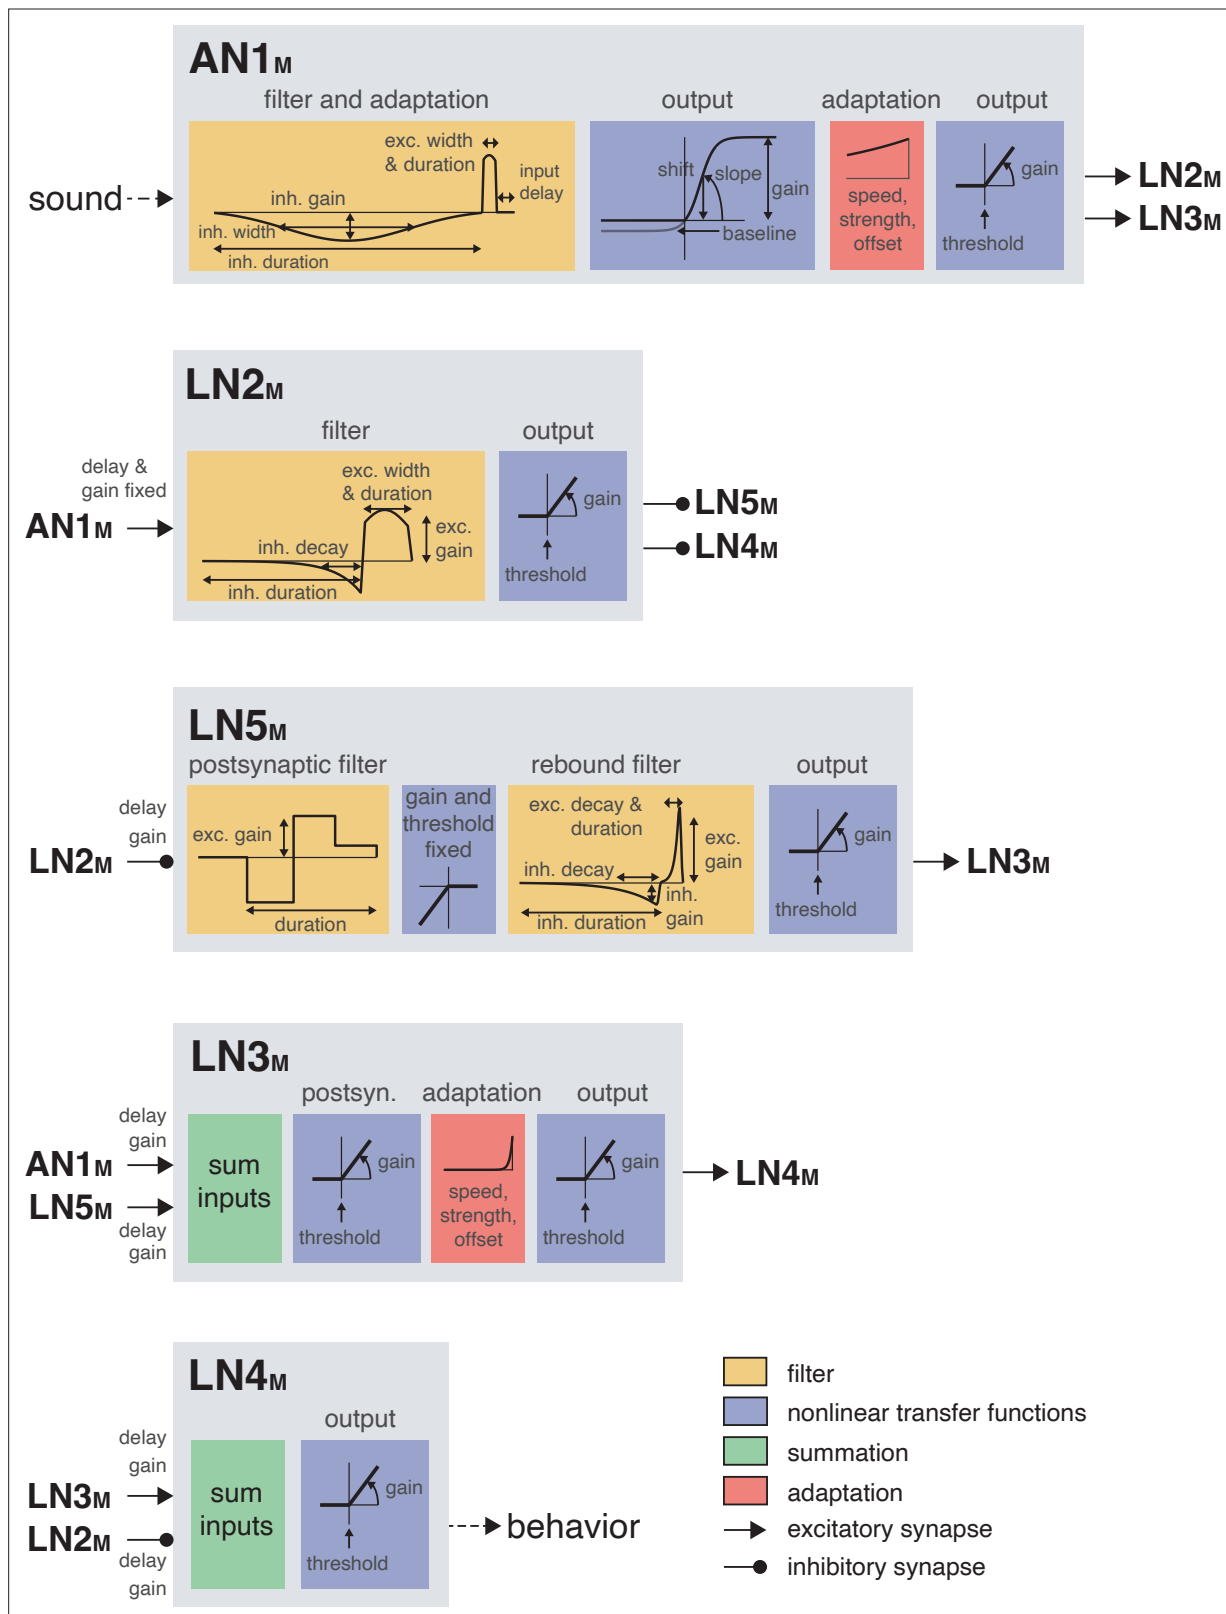 AN1M
filter and adaptation
output
adaptation
output
exc. width
& duration
input
delay
inh. gain
inh. width
inh. duration
shift
slope
gain
baseline
speed,
strength,
offset
gain
threshold
sound
LN2M
LN3M
LN2M
filter
output
delay &
gain fixed
AN1M
exc. width
& duration
exc.
gain
inh. decay
inh. duration
gain
threshold
LN5M
LN4M
LN5M
postsynaptic filter
rebound filter
output
delay
gain
LN2M
exc. gain
duration
gain and
threshold
fixed
exc. decay &
duration
exc.
gain
inh. decay
inh.
gain
inh. duration
gain
threshold
LN3M
LN3M
postsyn.
adaptation
output
delay
gain
AN1M
LN5M
delay
gain
sum
inputs
gain
threshold
speed,
strength,
offset
gain
threshold
LN4M
LN4M
output
delay
gain
LN3M
LN2M
delay
gain
sum
inputs
gain
threshold
behavior
filter
nonlinear transfer functions
summation
adaptation
excitatory synapse
inhibitory synapse